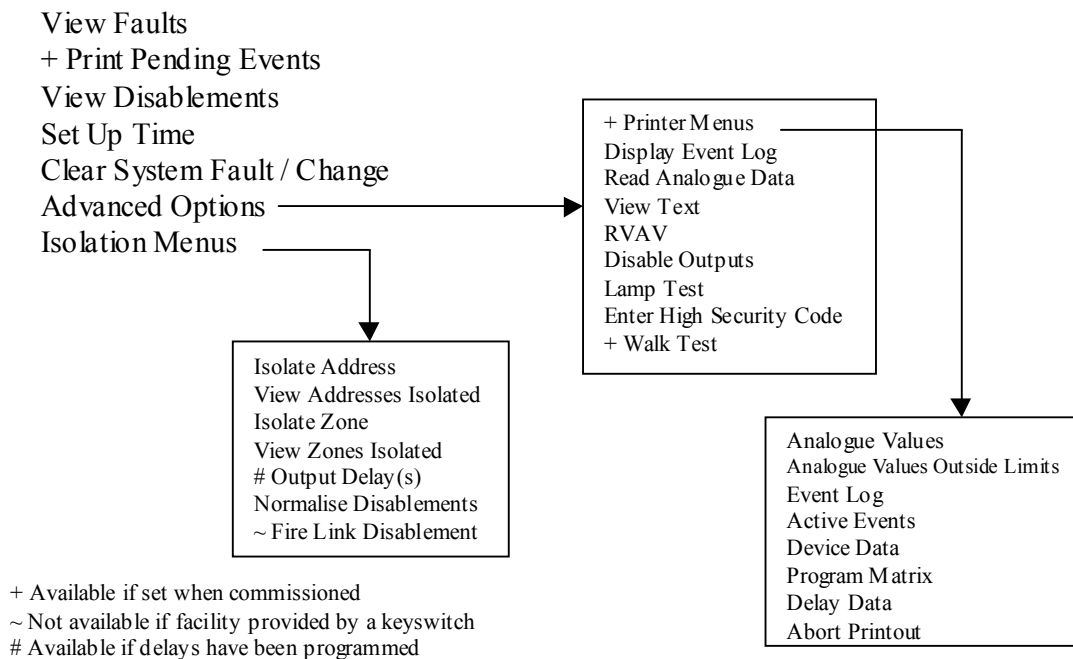 View Faults
+ Print Pending Events
View Disablements
Set Up Time
Clear System Fault / Change
Advanced Options
Isolation Menus
+ Printer Menus
Display Event Log
Read Analogue Data
View Text
RVAV
Disable Outputs
Lamp Test
Enter High Security Code
+ Walk Test
Isolate Address
View Addresses Isolated
Isolate Zone
View Zones Isolated
# Output Delay(s)
Normalise Disablements
~ Fire Link Disablement
Analogue Values
Analogue Values Outside Limits
Event Log
Active Events
Device Data
Program Matrix
Delay Data
Abort Printout
+ Available if set when commissioned
~ Not available if facility provided by a keyswitch
# Available if delays have been programmed